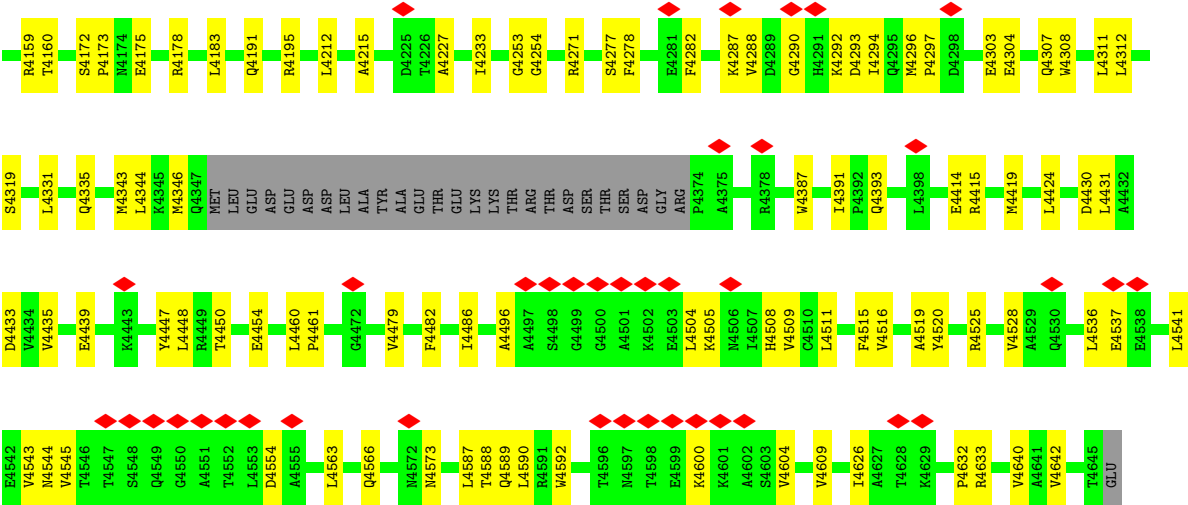 R4159 T4160 S4172 P4173 N4174 E4175 R4178 L4183 Q4191 R4195 L4212 A4215 D4225 T4226 A4227 I4233 G4253 G4254 R4271 S4277 F4278 E4281 F4282 K4287 V4288 D4289 G4290 H4291 K4292 D4293 I4294 Q4295 M4296 P4297 D4298 E4303 E4304 Q4307 W4308 L4311 L4312
S4319 L4331 Q4335 M4343 L4344 K4345 M4346 Q4347 MET LEU GLU ASP GLU ASP ASP LEU ALA TYR ALA GLU THR GLU LYS LYS THR ARG THR ASP SER THR SER ASP GLY ARG P4374 A4375 R4378 W4387 I4391 P4392 Q4393 L4398 E4414 R4415 M4419 L4424 D4430 L4431 A4432
D4433 V4434 V4435 E4439 K4443 Y4447 L4448 R4449 T4450 E4454 L4460 P4461 G4472 V4479 F4482 I4486 A4496 A4497 S4498 G4499 G4500 A4501 K4502 E4503 L4504 K4505 N4506 I4507 H4508 V4509 C4510 L4511 F4515 V4516 A4519 Y4520 R4525 V4528 A4529 Q4530 L4536 E4537 E4538 L4541
E4542 V4543 N4544 V4545 T4546 T4547 S4548 Q4549 G4550 A4551 T4552 L4553 D4554 A4555 L4563 Q4566 N4572 N4573 L4587 T4588 Q4589 L4590 R4591 W4592 T4596 N4597 T4598 E4599 K4600 K4601 A4602 S4603 V4604 V4609 I4626 A4627 T4628 K4629 P4632 R4633 V4640 A4641 V4642 T4645 GLU